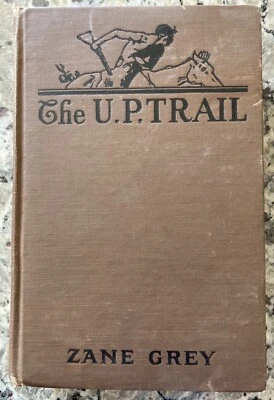 The U.P. TRAIL
ZANE GREY